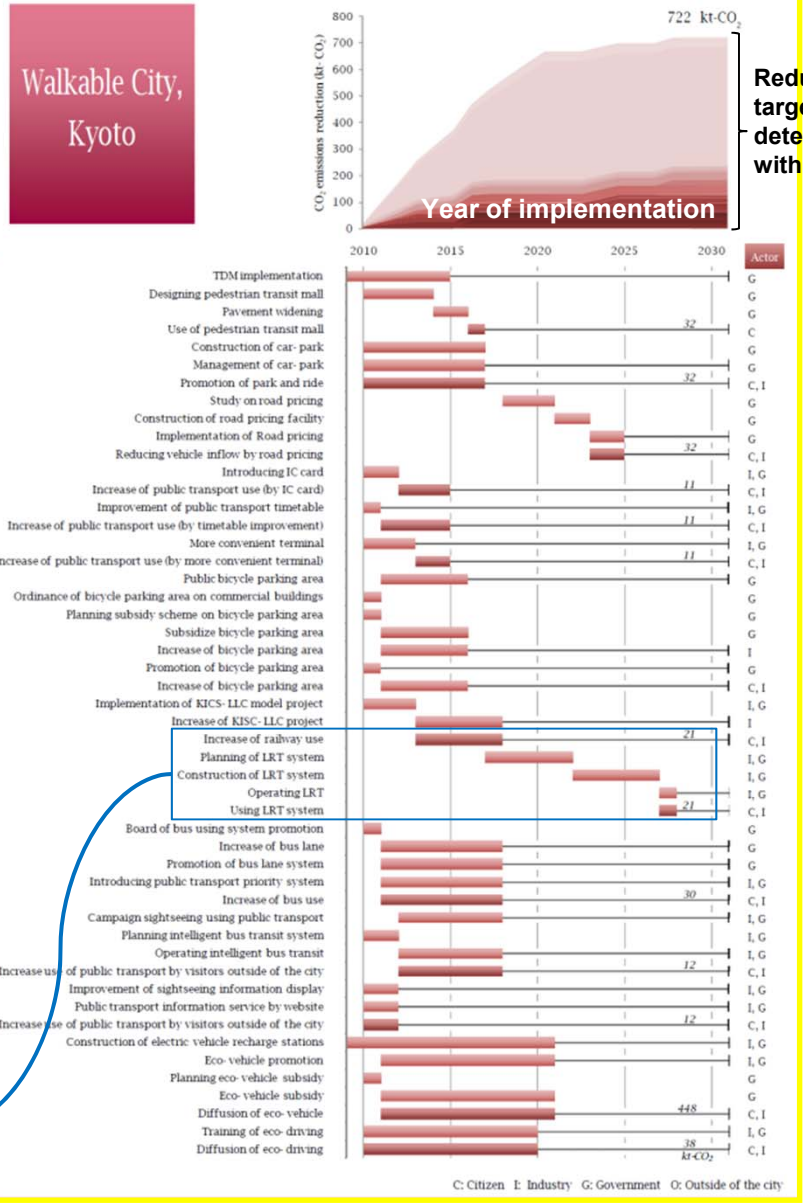 Walkable City,
Kyoto
722 kt-CO2
CO2 emissions reduction (kt- CO2)
800
700
600
500
400
300
200
100
0
Year of implementation
2010 2015 2020 2025 2030
Actor
TDM implementation G
Designing pedestrian transit mall G
Pavement widening G
Use of pedestrian transit mall 32 C
Construction of car- park G
Management of car- park G
Promotion of park and ride 32 C, I
Study on road pricing G
Construction of road pricing facility G
Implementation of Road pricing G
Reducing vehicle inflow by road pricing 32 C, I
Introducing IC card I, G
Increase of public transport use (by IC card) 11 C, I
Improvement of public transport timetable I, G
Increase of public transport use (by timetable improvement) 11 C, I
More convenient terminal I, G
ncrease of public transport use (by more convenient terminal) 11 C, I
Public bicycle parking area G
Ordinance of bicycle parking area on commercial buildings G
Planning subsidy scheme on bicycle parking area G
Subsidize bicycle parking area G
Increase of bicycle parking area I
Promotion of bicycle parking area G
Increase of bicycle parking area C, I
Implementation of KICS- LLC model project I, G
Increase of KISC- LLC project I
Increase of railway use 21 C, I
Planning of LRT system I, G
Construction of LRT system I, G
Operating LRT I, G
Using LRT system 21 C, I
Board of bus using system promotion G
Increase of bus lane G
Promotion of bus lane system G
Introducing public transport priority system I, G
Increase of bus use 30 C, I
Campaign sightseeing using public transport I, G
Planning intelligent bus transit system I, G
Operating intelligent bus transit I, G
Increase use of public transport by visitors outside of the city 12 C, I
Improvement of sightseeing information display I, G
Public transport information service by website I, G
Increase use of public transport by visitors outside of the city 12 C, I
Construction of electric vehicle recharge stations I, G
Eco- vehicle promotion I, G
Planning eco- vehicle subsidy G
Eco- vehicle subsidy G
Diffusion of eco- vehicle 448 C, I
Training of eco- driving I, G
Diffusion of eco- driving 38 C, I
kt-CO2
C: Citizen I: Industry G: Government O: Outside of the city